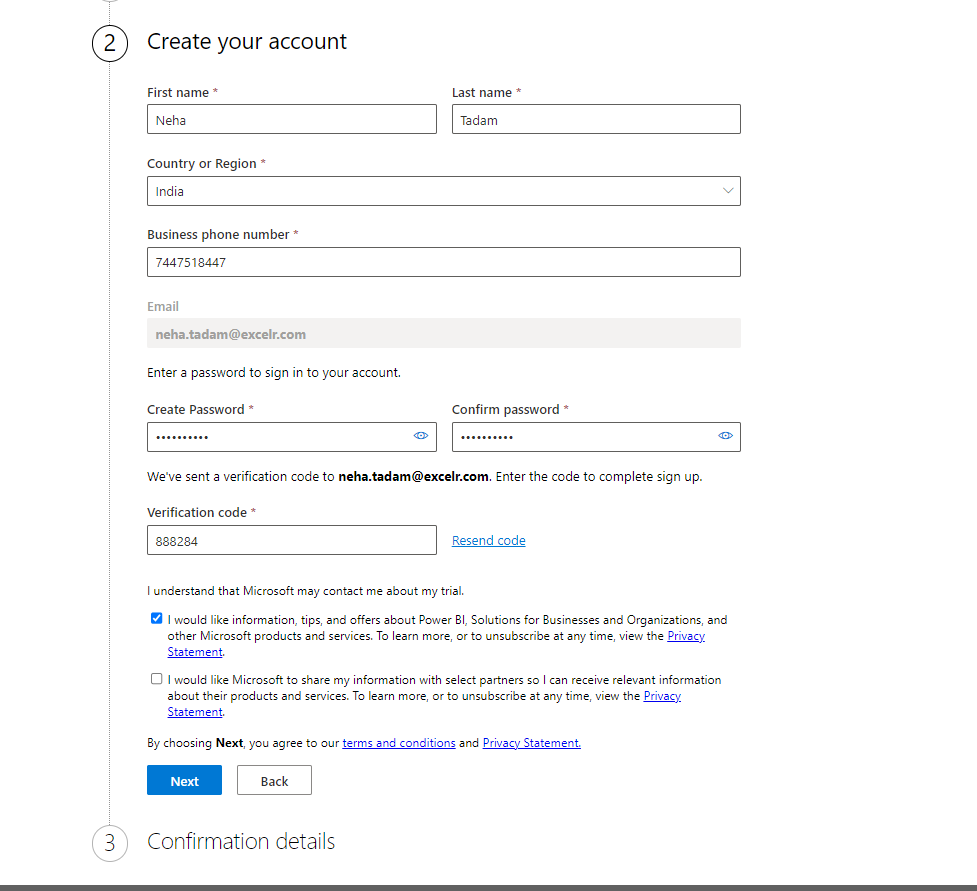 2 Create your account
First name * Last name *
Neha Tadam
Country or Region *
India
Business phone number *
7447518447
Email
neha.tadam@excelr.com
Enter a password to sign in to your account.
Create Password * Confirm password *
•••••••••• ••••••••••
We've sent a verification code to neha.tadam@excelr.com. Enter the code to complete sign up.
Verification code *
888284 Resend code
I understand that Microsoft may contact me about my trial.
I would like information, tips, and offers about Power BI, Solutions for Businesses and Organizations, and
other Microsoft products and services. To learn more, or to unsubscribe at any time, view the Privacy
Statement.
I would like Microsoft to share my information with select partners so I can receive relevant information
about their products and services. To learn more, or to unsubscribe at any time, view the Privacy
Statement.
By choosing Next, you agree to our terms and conditions and Privacy Statement.
Next Back
3 Confirmation details